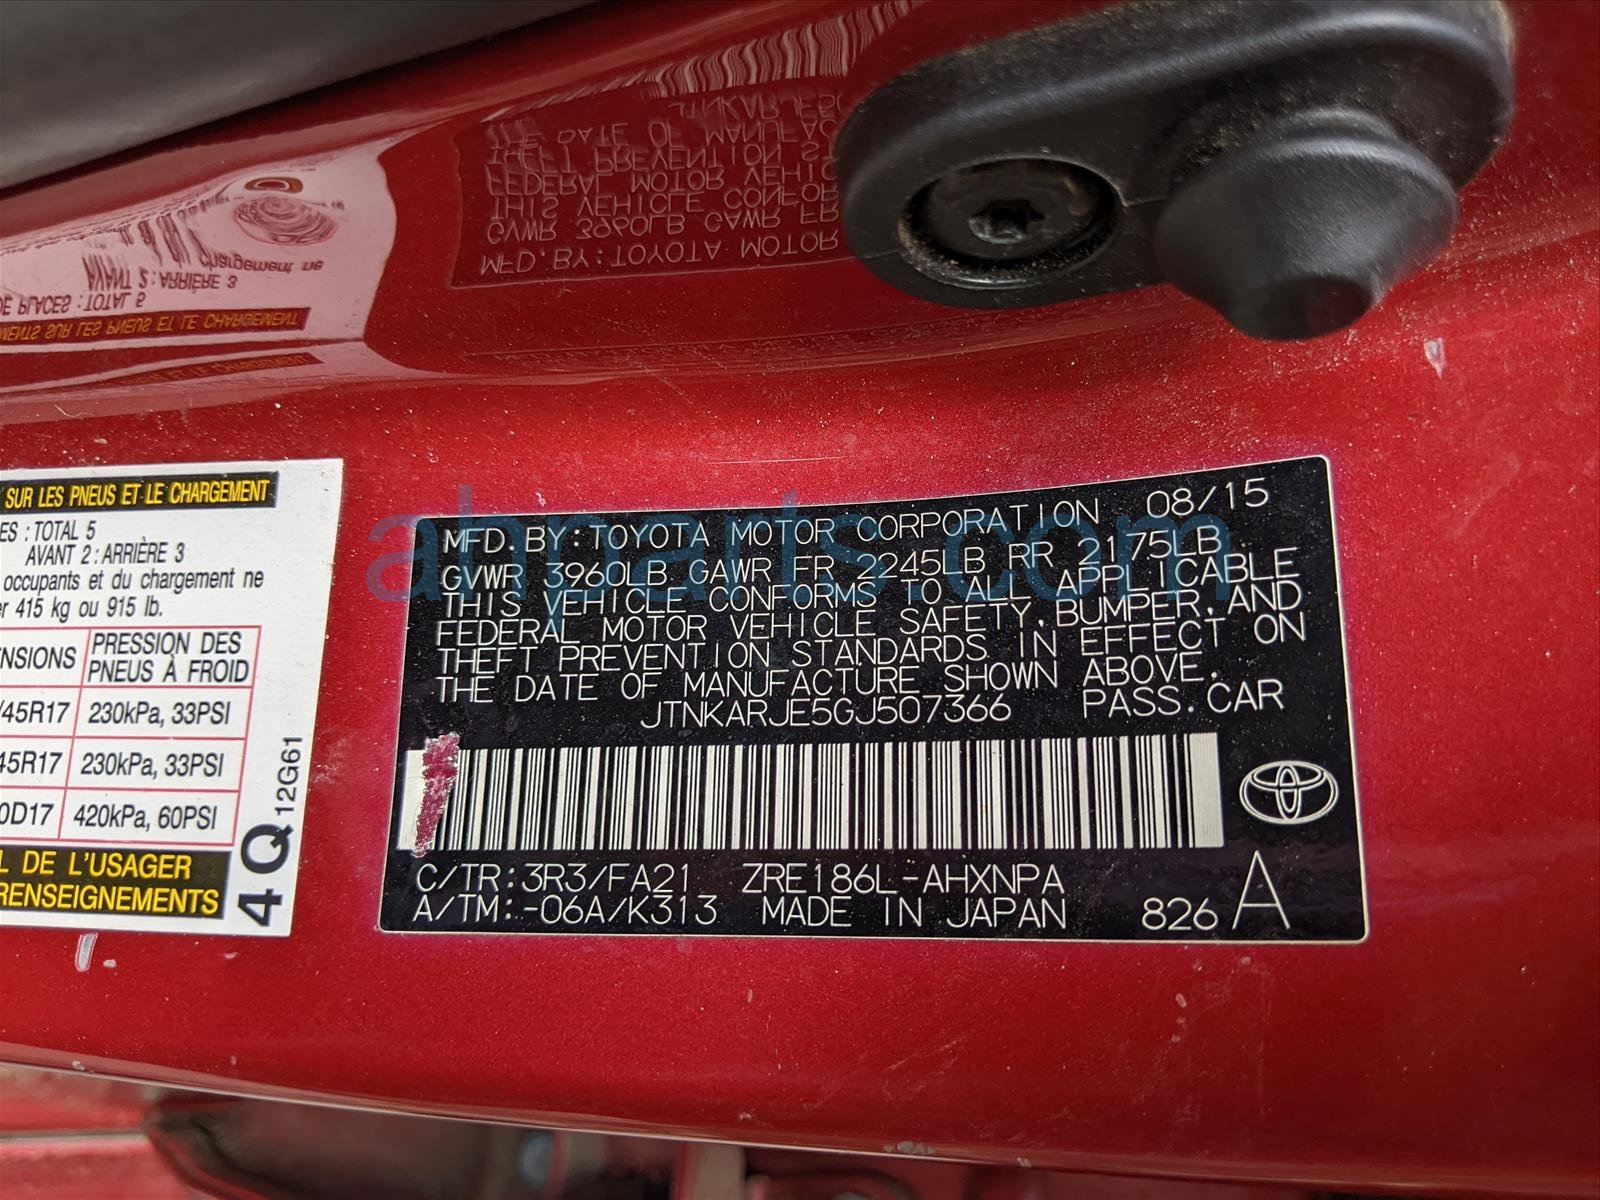 SUR LES PNEUS ET LE CHARGEMENT
ES : TOTAL 5
AVANT 2 : ARRIÈRE 3
occupants et du chargement ne
er 415 kg ou 915 lb.
NSIONS PRESSION DES PNEUS À FROID
/45R17 230kPa, 33PSI
45R17 230kPa, 33PSI
0D17 420kPa, 60PSI
L DE L'USAGER
RENSEIGNEMENTS
4Q 12G61
MFD.BY:TOYOTA MOTOR CORPORATION 08/15
GVWR 3960LB GAWR FR 2245LB RR 2175LB
THIS VEHICLE CONFORMS TO ALL APPLICABLE
FEDERAL MOTOR VEHICLE SAFETY,BUMPER,AND
THEFT PREVENTION STANDARDS IN EFFECT ON
THE DATE OF MANUFACTURE SHOWN ABOVE.
JTNKARJE5GJ507366 PASS.CAR
C/TR:3R3/FA21 ZRE186L-AHXNPA
A/TM:-06A/K313 MADE IN JAPAN 826 A
ahparts.com